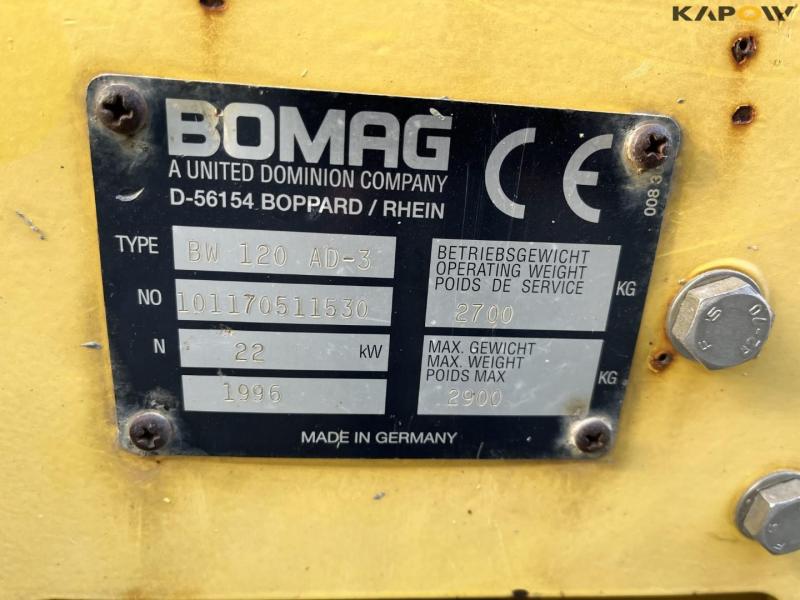 KAPOW
BOMAG
A UNITED DOMINION COMPANY
D-56154 BOPPARD / RHEIN
CE
008 3
TYPE BW 120 AD-3
NO 101170511530
N 22 kW
1996
BETRIEBSGEWICHT
OPERATING WEIGHT
POIDS DE SERVICE KG
2700
MAX. GEWICHT
MAX. WEIGHT
POIDS MAX KG
2900
MADE IN GERMANY